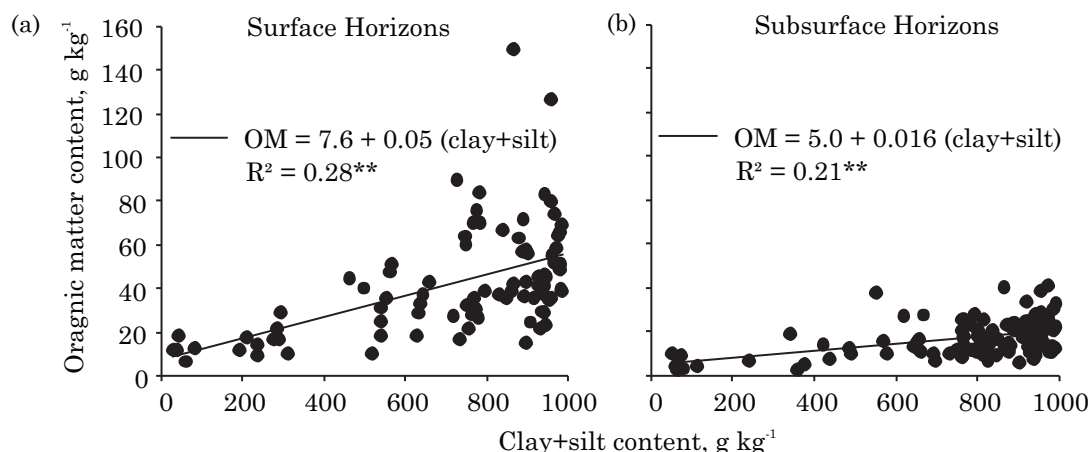 (a)
Surface Horizons
(b)
Subsurface Horizons
Oragnic matter content, g kg⁻¹
160
140
120
100
80
60
40
20
0
OM = 7.6 + 0.05 (clay+silt)
R² = 0.28**
OM = 5.0 + 0.016 (clay+silt)
R² = 0.21**
0 200 400 600 800 1000
0 200 400 600 800 1000
Clay+silt content, g kg⁻¹